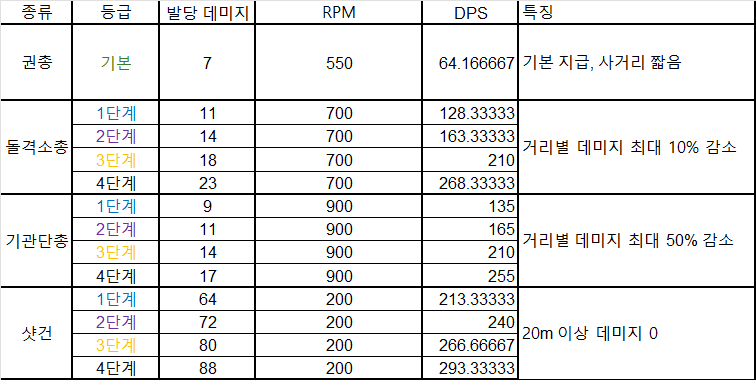 종류 등급 발당 데미지 RPM DPS 특징
권총 기본 7 550 64.166667 기본 지급, 사거리 짧음
돌격소총 1단계 11 700 128.33333 거리별 데미지 최대 10% 감소
2단계 14 700 163.33333
3단계 18 700 210
4단계 23 700 268.33333
기관단총 1단계 9 900 135 거리별 데미지 최대 50% 감소
2단계 11 900 165
3단계 14 900 210
4단계 17 900 255
샷건 1단계 64 200 213.33333 20m 이상 데미지 0
2단계 72 200 240
3단계 80 200 266.66667
4단계 88 200 293.33333